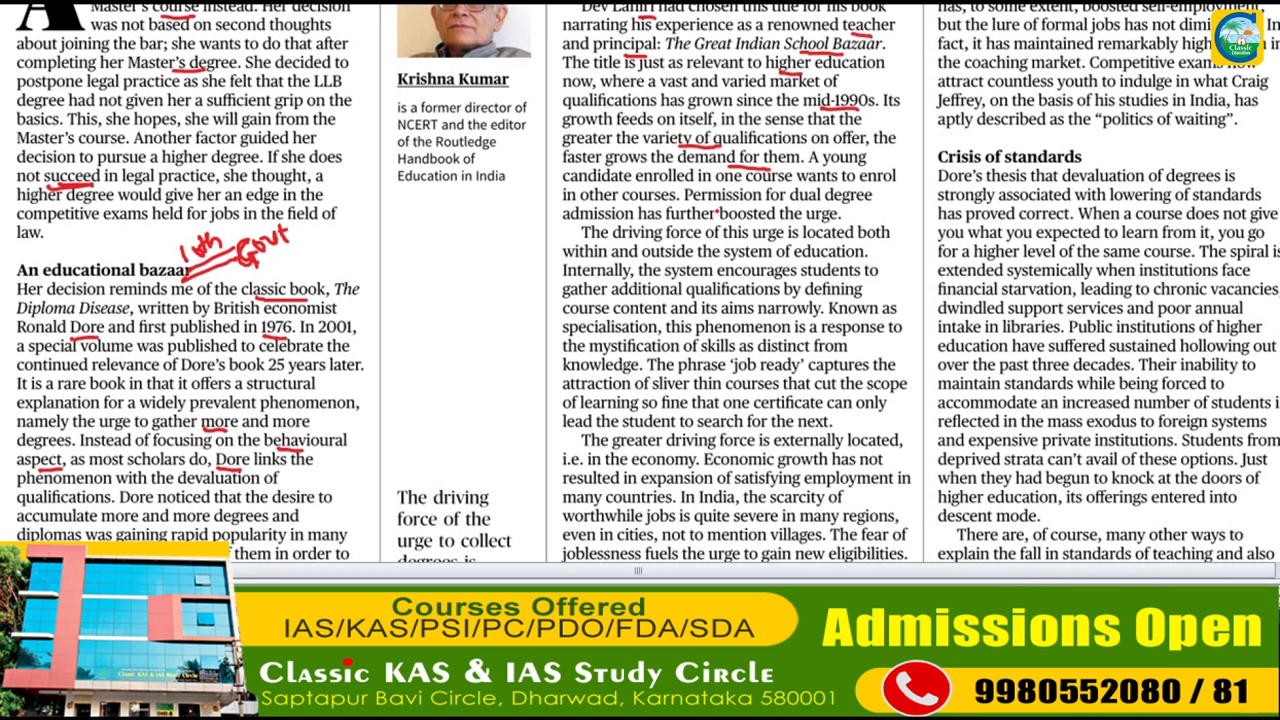 Master's course instead. Her decision
was not based on second thoughts
about joining the bar; she wants to do that after
completing her Master's degree. She decided to
postpone legal practice as she felt that the LLB
degree had not given her a sufficient grip on the
basics. This, she hopes, she will gain from the
Master's course. Another factor guided her
decision to pursue a higher degree. If she does
not succeed in legal practice, she thought, a
higher degree would give her an edge in the
competitive exams held for jobs in the field of
law.
10th Govt
An educational bazaar
Her decision reminds me of the classic book, The
Diploma Disease, written by British economist
Ronald Dore and first published in 1976. In 2001,
a special volume was published to celebrate the
continued relevance of Dore's book 25 years later.
It is a rare book in that it offers a structural
explanation for a widely prevalent phenomenon,
namely the urge to gather more and more
degrees. Instead of focusing on the behavioural
aspect, as most scholars do, Dore links the
phenomenon with the devaluation of
qualifications. Dore noticed that the desire to
accumulate more and more degrees and
diplomas was gaining rapid popularity in many
f them in order to
Krishna Kumar
is a former director of
NCERT and the editor
of the Routledge
Handbook of
Education in India
The driving
force of the
urge to collect
degrees is
Dev Lahiri had chosen this title for his book
narrating his experience as a renowned teacher
and principal: The Great Indian School Bazaar.
The title is just as relevant to higher education
now, where a vast and varied market of
qualifications has grown since the mid-1990s. Its
growth feeds on itself, in the sense that the
greater the variety of qualifications on offer, the
faster grows the demand for them. A young
candidate enrolled in one course wants to enrol
in other courses. Permission for dual degree
admission has further boosted the urge.
The driving force of this urge is located both
within and outside the system of education.
Internally, the system encourages students to
gather additional qualifications by defining
course content and its aims narrowly. Known as
specialisation, this phenomenon is a response to
the mystification of skills as distinct from
knowledge. The phrase 'job ready' captures the
attraction of sliver thin courses that cut the scope
of learning so fine that one certificate can only
lead the student to search for the next.
The greater driving force is externally located,
i.e. in the economy. Economic growth has not
resulted in expansion of satisfying employment in
many countries. In India, the scarcity of
worthwhile jobs is quite severe in many regions,
even in cities, not to mention villages. The fear of
joblessness fuels the urge to gain new eligibilities.
has, to some extent, boosted self-employment,
but the lure of formal jobs has not dimi In
fact, it has maintained remarkably high n in
the coaching market. Competitive exams now
attract countless youth to indulge in what Craig
Jeffrey, on the basis of his studies in India, has
aptly described as the "politics of waiting".
Crisis of standards
Dore's thesis that devaluation of degrees is
strongly associated with lowering of standards
has proved correct. When a course does not give
you what you expected to learn from it, you go
for a higher level of the same course. The spiral is
extended systemically when institutions face
financial starvation, leading to chronic vacancies,
dwindled support services and poor annual
intake in libraries. Public institutions of higher
education have suffered sustained hollowing out
over the past three decades. Their inability to
maintain standards while being forced to
accommodate an increased number of students i
reflected in the mass exodus to foreign systems
and expensive private institutions. Students from
deprived strata can't avail of these options. Just
when they had begun to knock at the doors of
higher education, its offerings entered into
descent mode.
There are, of course, many other ways to
explain the fall in standards of teaching and also
Classic
Education
Courses Offered
IAS/KAS/PSI/PC/PDO/FDA/SDA
Classic KAS & IAS Study Circle
Saptapur Bavi Circle, Dharwad, Karnataka 580001
Admissions Open
9980552080 / 81
Classic KAS & IAS Study Circle